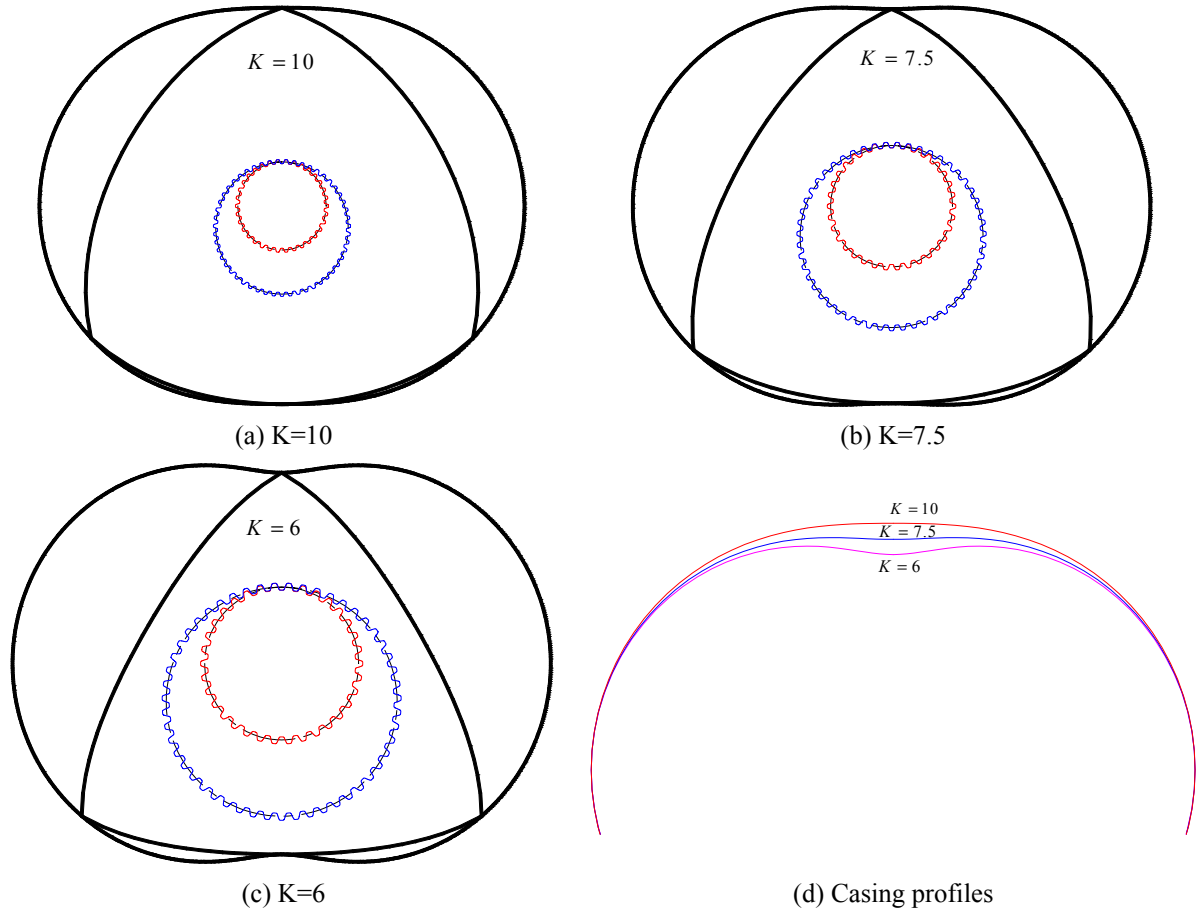 K = 10
K = 7.5
(a) K=10
(b) K=7.5
K = 6
K = 10
K = 7.5
K = 6
(c) K=6
(d) Casing profiles